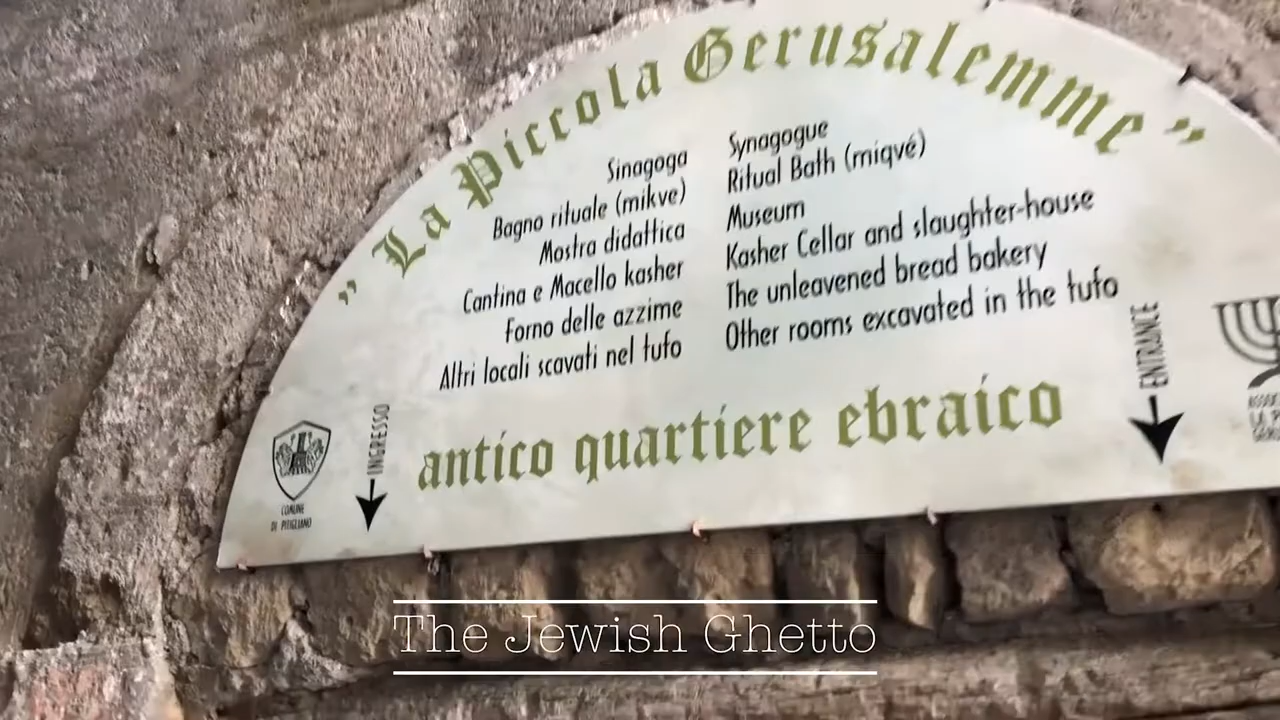 "La Piccola Gerusalemme"
Sinagoga
Bagno rituale (mikve)
Mostra didattica
Cantina e Macello kasher
Forno delle azzime
Altri locali scavati nel tufo
Synagogue
Ritual Bath (miqvé)
Museum
Kasher Cellar and slaughter-house
The unleavened bread bakery
Other rooms excavated in the tufo
INGRESSO
ENTRANCE
antico quartiere ebraico
COMUNE
DI PITIGLIANO
The Jewish Ghetto